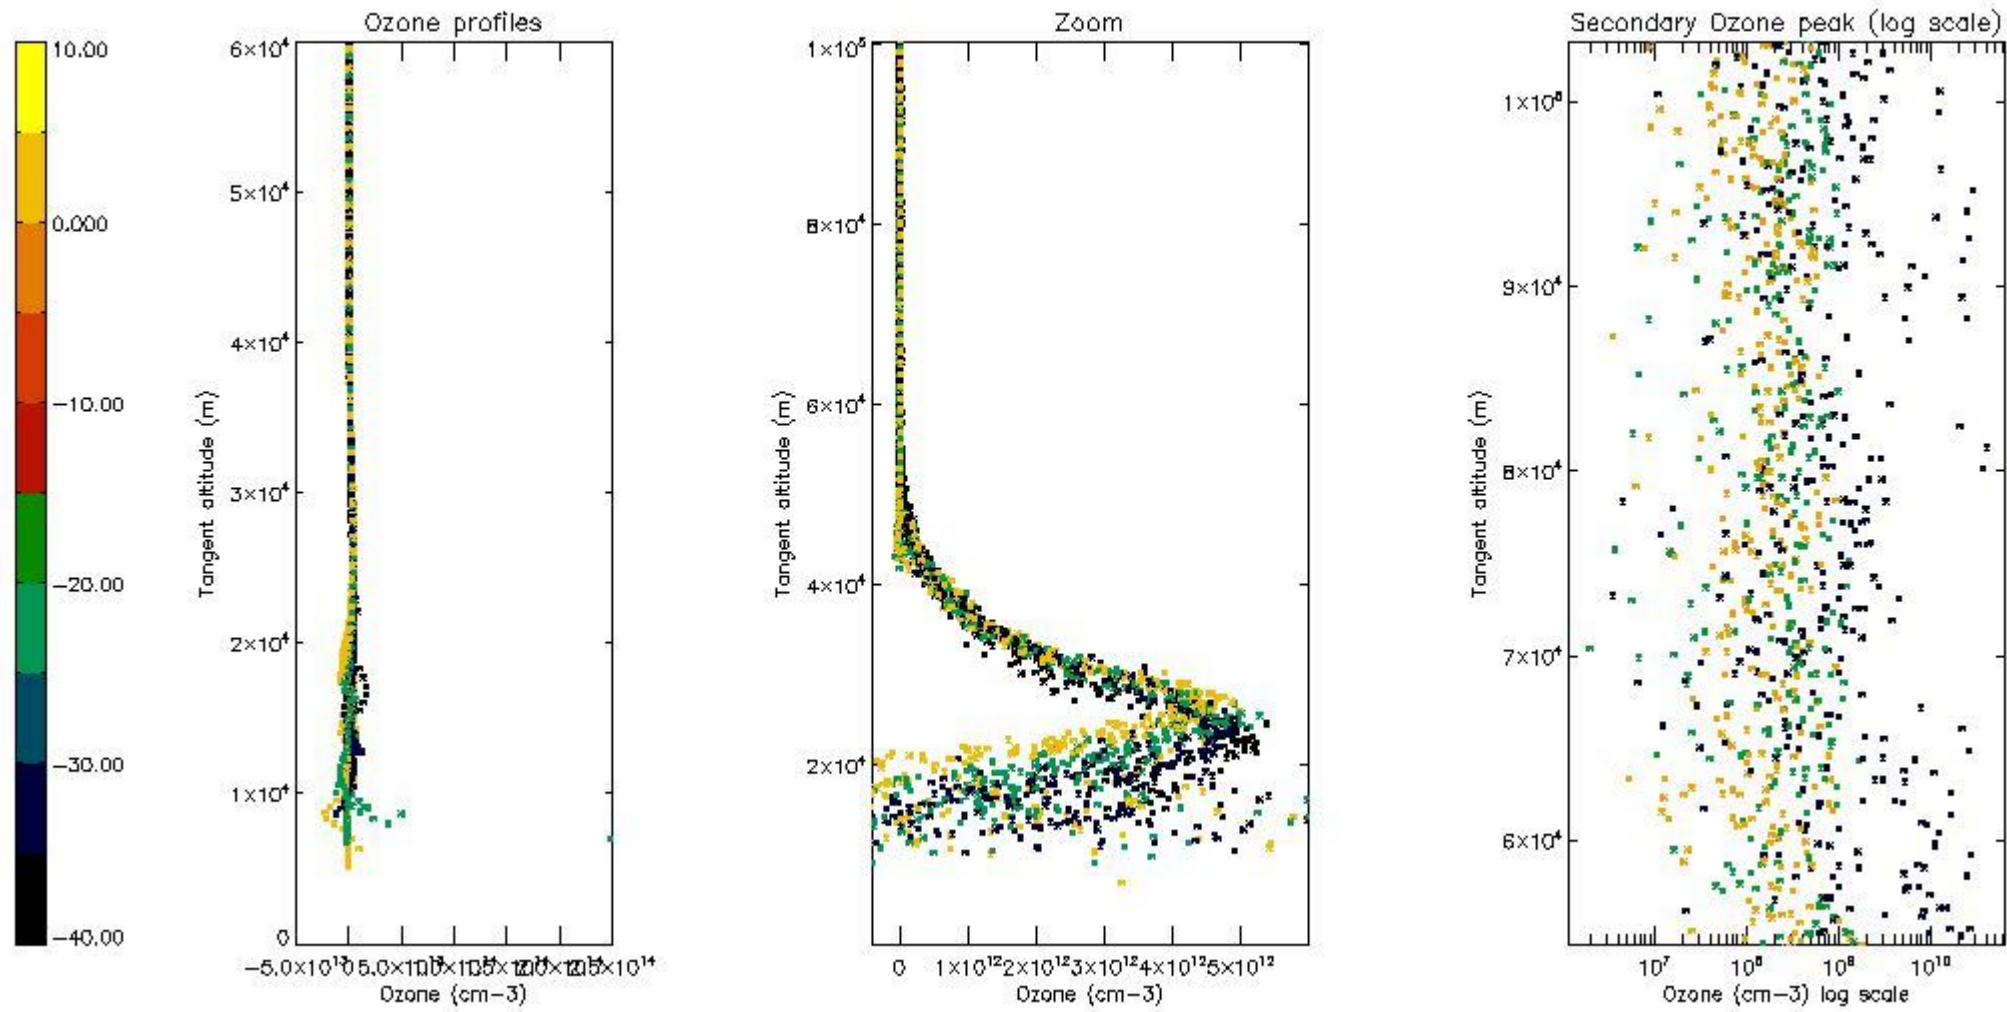 Ozone profiles
Zoom
Secondary Ozone peak (log scale)
10.00
0.000
−10.00
−20.00
−30.00
−40.00
6×10⁴
5×10⁴
4×10⁴
3×10⁴
2×10⁴
1×10⁴
0
Tangent altitude (m)
Ozone (cm−3)
1×10⁵
8×10⁴
6×10⁴
4×10⁴
2×10⁴
Tangent altitude (m)
0 1×10¹² 2×10¹² 3×10¹² 4×10¹² 5×10¹²
Ozone (cm−3)
9×10⁴
8×10⁴
7×10⁴
6×10⁴
Tangent altitude (m)
10⁷ 10⁸ 10⁹ 10¹⁰
Ozone (cm−3) log scale